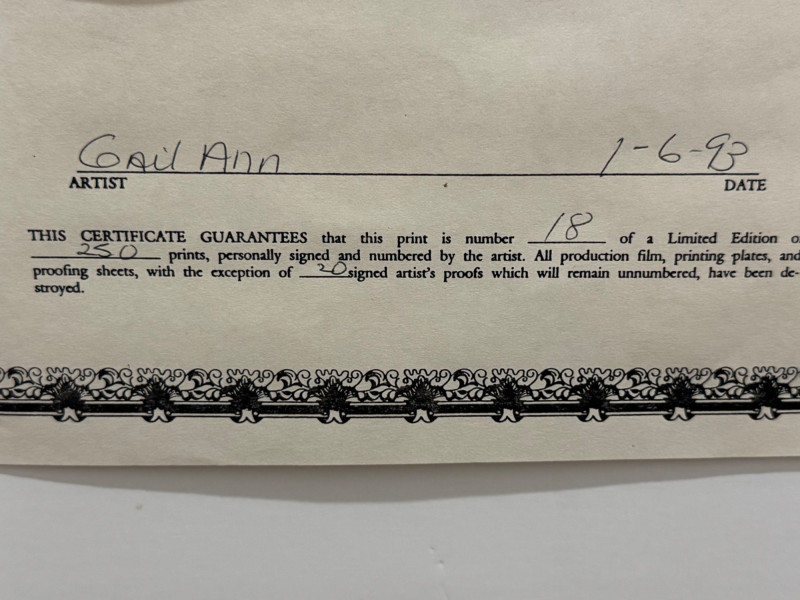 Gail Ann 1-6-93
ARTIST DATE
THIS CERTIFICATE GUARANTEES that this print is number 18 of a Limited Edition o
250 prints, personally signed and numbered by the artist. All production film, printing plates, and
proofing sheets, with the exception of 20 signed artist's proofs which will remain unnumbered, have been de-
stroyed.